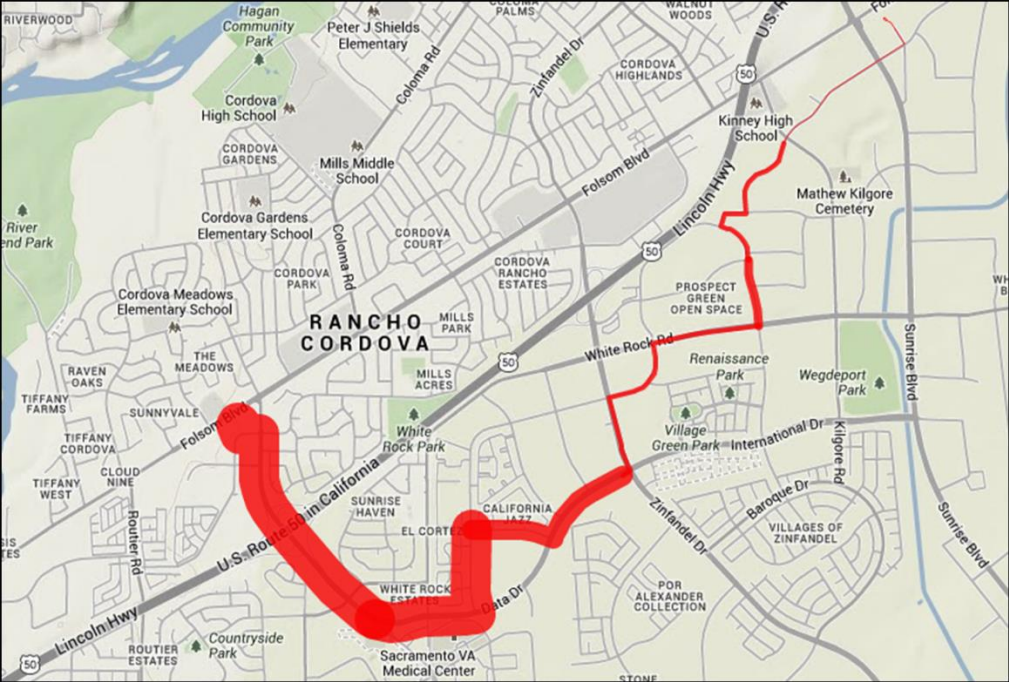 RIVERWOOD
Hagan
Community
Park
Peter J Shields
Elementary
COLOMA
PALMS
WALNUT
WOODS
U.S. R
Coloma Rd
Zinfandel Dr
CORDOVA
HIGHLANDS
50
Cordova
High School
Kinney High
School
CORDOVA
GARDENS
Mills Middle
School
Folsom Blvd
Lincoln Hwy
Mathew Kilgore
Cemetery
Cordova Gardens
Elementary School
River
end Park
Coloma Rd
CORDOVA
COURT
50
CORDOVA
PARK
CORDOVA
RANCHO
ESTATES
PROSPECT
GREEN
OPEN SPACE
WH
B
Cordova Meadows
Elementary School
RANCHO
CORDOVA
MILLS
PARK
White Rock Rd
Sunrise Blvd
50
THE
MEADOWS
Renaissance
Park
RAVEN
OAKS
MILLS
ACRES
Wegdeport
Park
TIFFANY
FARMS
SUNNYVALE
Folsom Blvd
White
Rock Park
Village
Green Park
International Dr
Kilgore Rd
TIFFANY
CORDOVA
CLOUD
NINE
TIFFANY
WEST
U.S. Route 50 in California
SUNRISE
HAVEN
CALIFORNIA
JAZZ
Baroque Dr
Routier Rd
EL CORTEZ
Zinfandel Dr
VILLAGES OF
ZINFANDEL
Sunrise Blvd
SIS
TES
WHITE ROCK
ESTATES
Data Dr
POR
ALEXANDER
COLLECTION
Lincoln Hwy
50
ROUTIER
ESTATES
Countryside
Park
Sacramento VA
Medical Center
STONE